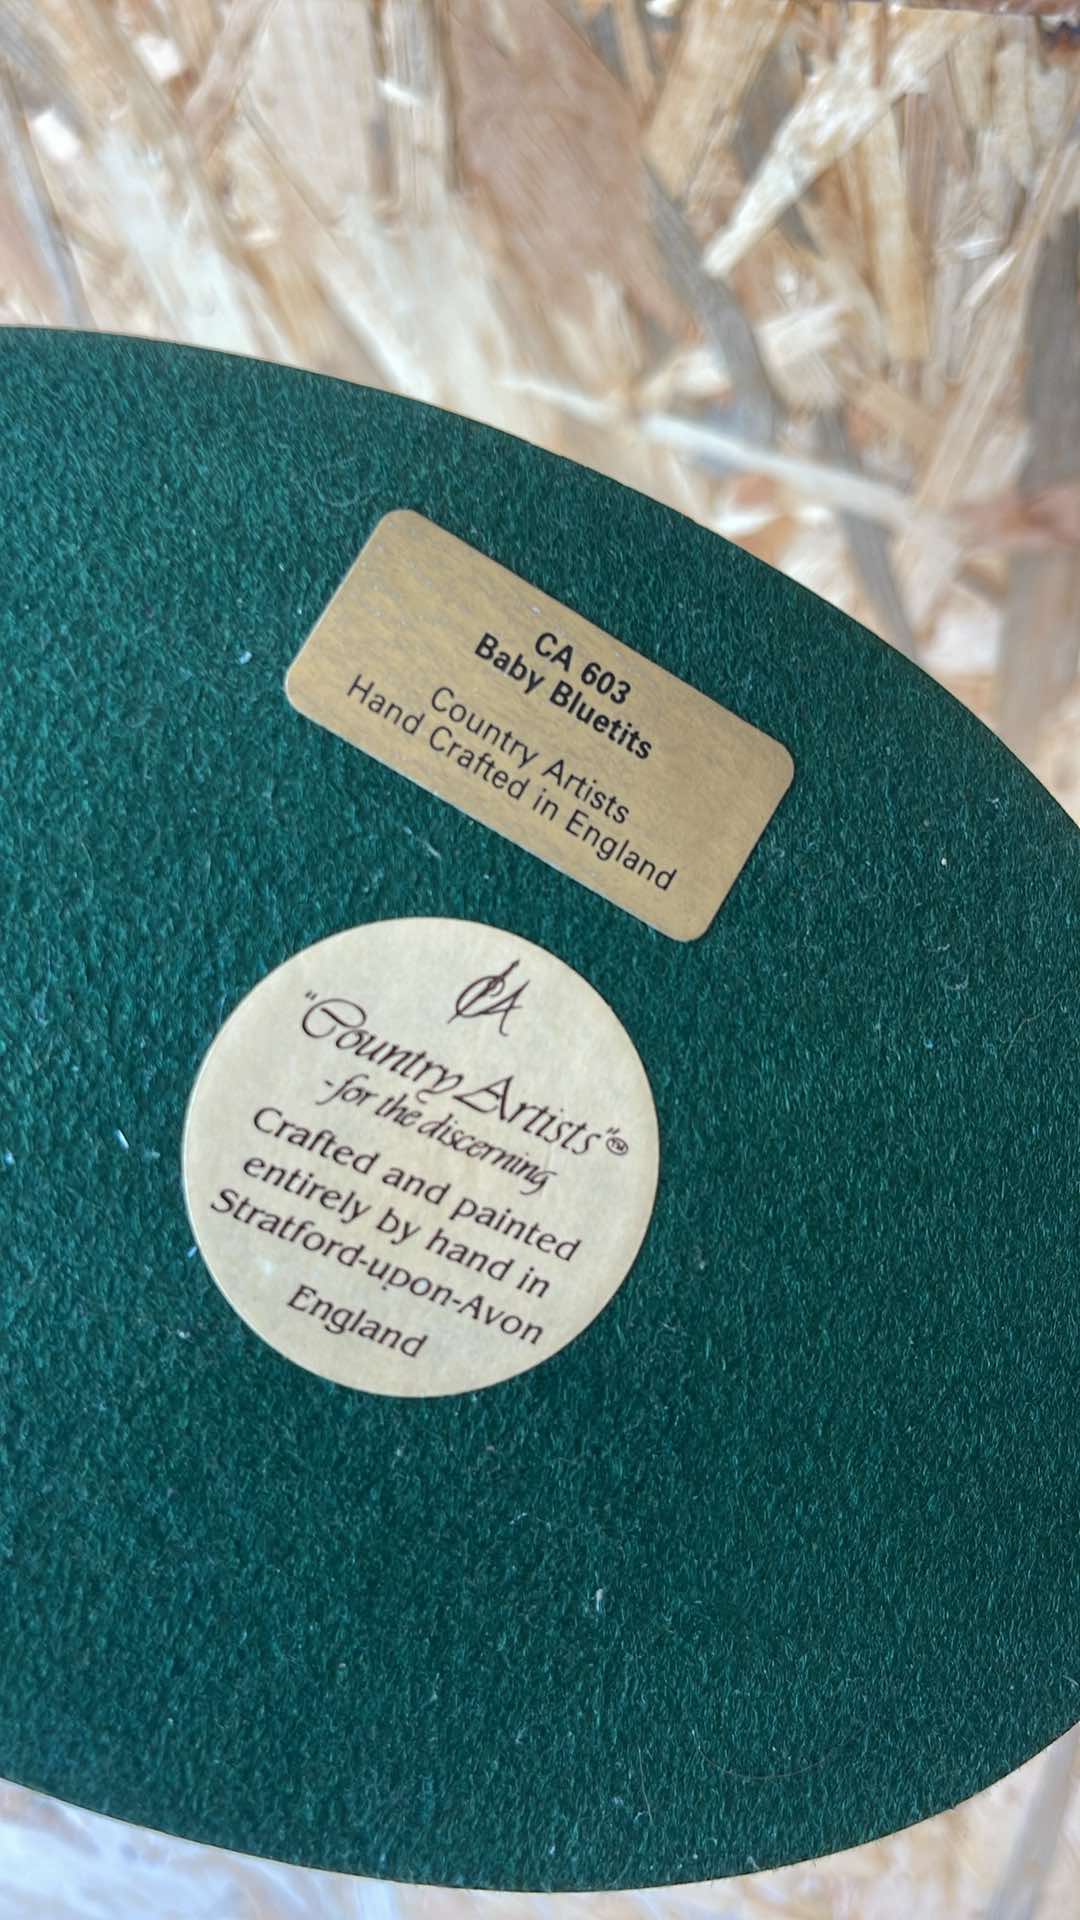 CA 603
Baby Bluetits
Country Artists
Hand Crafted in England
CA
"Country Artists"™
-for the discerning
Crafted and painted
entirely by hand in
Stratford-upon-Avon
England